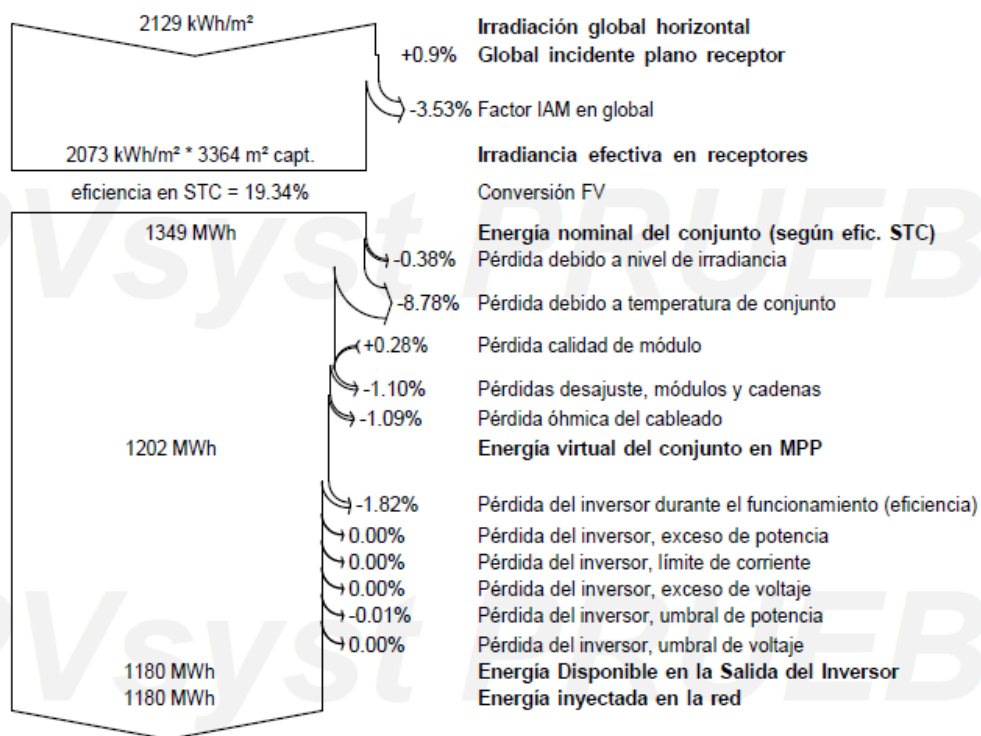 2129 kWh/m² Irradiación global horizontal
+0.9% Global incidente plano receptor
-3.53% Factor IAM en global
2073 kWh/m² * 3364 m² capt. Irradiancia efectiva en receptores
eficiencia en STC = 19.34% Conversión FV
1349 MWh Energía nominal del conjunto (según efic. STC)
-0.38% Pérdida debido a nivel de irradiancia
-8.78% Pérdida debido a temperatura de conjunto
+0.28% Pérdida calidad de módulo
-1.10% Pérdidas desajuste, módulos y cadenas
-1.09% Pérdida óhmica del cableado
1202 MWh Energía virtual del conjunto en MPP
-1.82% Pérdida del inversor durante el funcionamiento (eficiencia)
0.00% Pérdida del inversor, exceso de potencia
0.00% Pérdida del inversor, límite de corriente
0.00% Pérdida del inversor, exceso de voltaje
-0.01% Pérdida del inversor, umbral de potencia
0.00% Pérdida del inversor, umbral de voltaje
1180 MWh Energía Disponible en la Salida del Inversor
1180 MWh Energía inyectada en la red
PVsyst PRUEB
PVsyst PRUEB